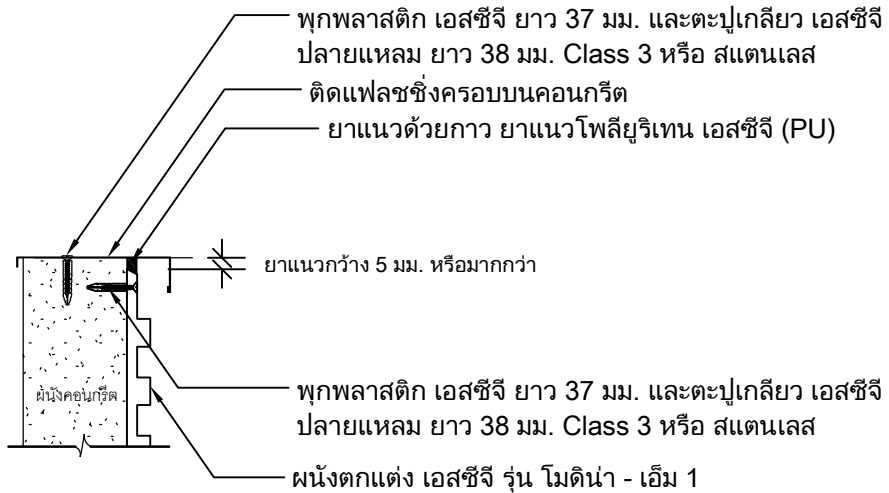 พุกพลาสติก เอสซีจี ยาว 37 มม. และตะปูเกลียว เอสซีจี
ปลายแหลม ยาว 38 มม. Class 3 หรือ สแตนเลส
ติดแฟลชชิ่งครอบบนคอนกรีต
ยาแนวด้วยกาว ยาแนวโพลียูริเทน เอสซีจี (PU)
ยาแนวกว้าง 5 มม. หรือมากกว่า
ผนังคอนกรีต
พุกพลาสติก เอสซีจี ยาว 37 มม. และตะปูเกลียว เอสซีจี
ปลายแหลม ยาว 38 มม. Class 3 หรือ สแตนเลส
ผนังตกแต่ง เอสซีจี รุ่น โมดิน่า - เอ็ม 1